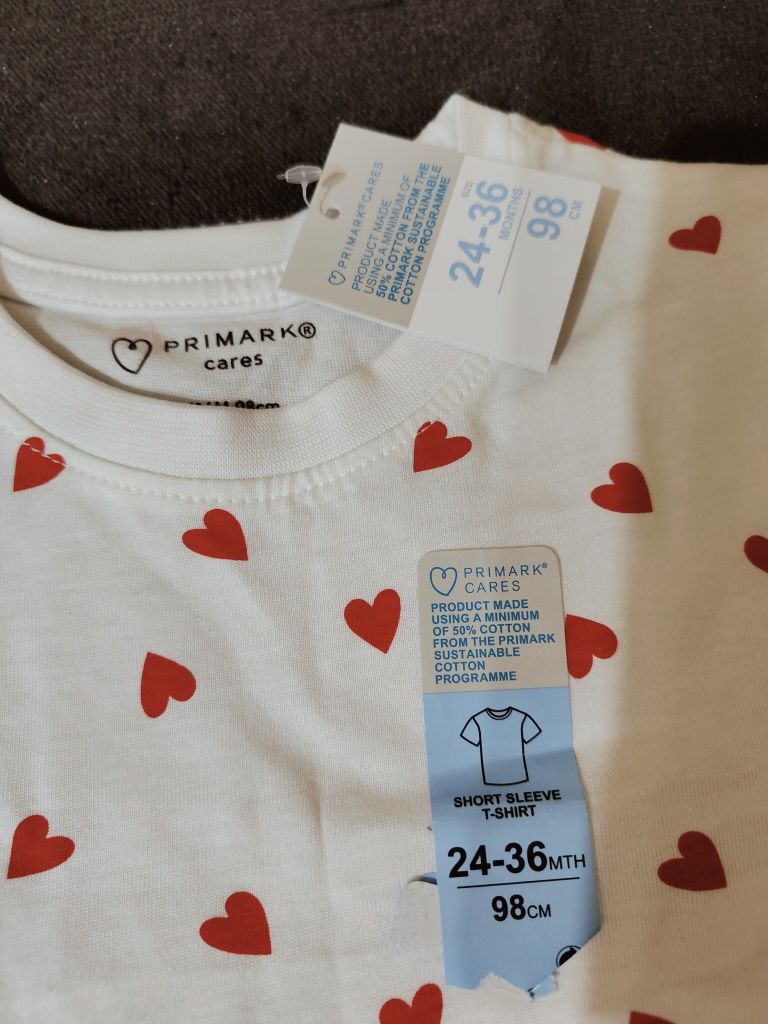 PRIMARK® CARES
PRODUCT MADE
USING A MINIMUM OF
50% COTTON FROM THE
PRIMARK SUSTAINABLE
COTTON PROGRAMME
SIZE
24-36
MONTHS
98
CM
PRIMARK®
cares
98cm
PRIMARK®
CARES
PRODUCT MADE
USING A MINIMUM
OF 50% COTTON
FROM THE PRIMARK
SUSTAINABLE
COTTON
PROGRAMME
SHORT SLEEVE
T-SHIRT
24-36MTH
98CM